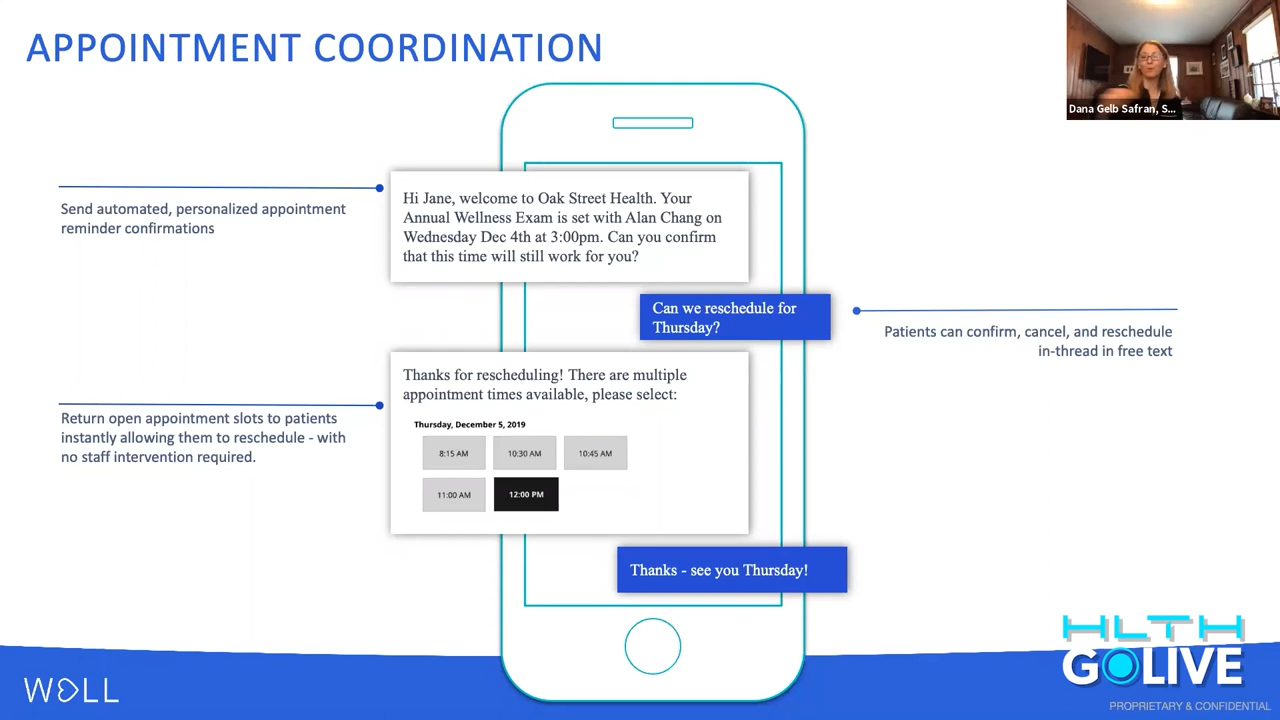 APPOINTMENT COORDINATION
Dana Gelb Safran, S...
Send automated, personalized appointment
reminder confirmations
Hi Jane, welcome to Oak Street Health. Your
Annual Wellness Exam is set with Alan Chang on
Wednesday Dec 4th at 3:00pm. Can you confirm
that this time will still work for you?
Can we reschedule for
Thursday?
Patients can confirm, cancel, and reschedule
in-thread in free text
Thanks for rescheduling! There are multiple
appointment times available, please select:
Return open appointment slots to patients
instantly allowing them to reschedule - with
no staff intervention required.
Thursday, December 5, 2019
8:15 AM 10:30 AM 10:45 AM
11:00 AM 12:00 PM
Thanks - see you Thursday!
HLTH
GOLIVE
WELL
PROPRIETARY & CONFIDENTIAL